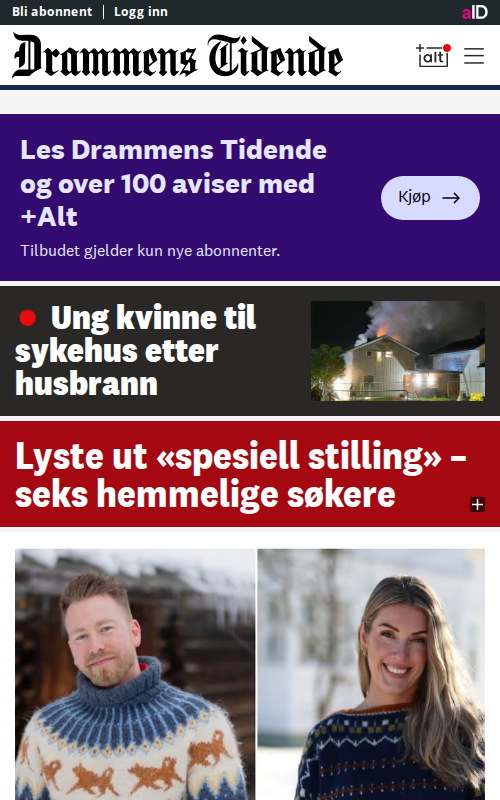 Bli abonnent | Logg inn
aID
Drammens Tidende
+alt
Les Drammens Tidende
og over 100 aviser med
+Alt
Kjøp →
Tilbudet gjelder kun nye abonnenter.
Ung kvinne til
sykehus etter
husbrann
Lyste ut «spesiell stilling» –
seks hemmelige søkere
+